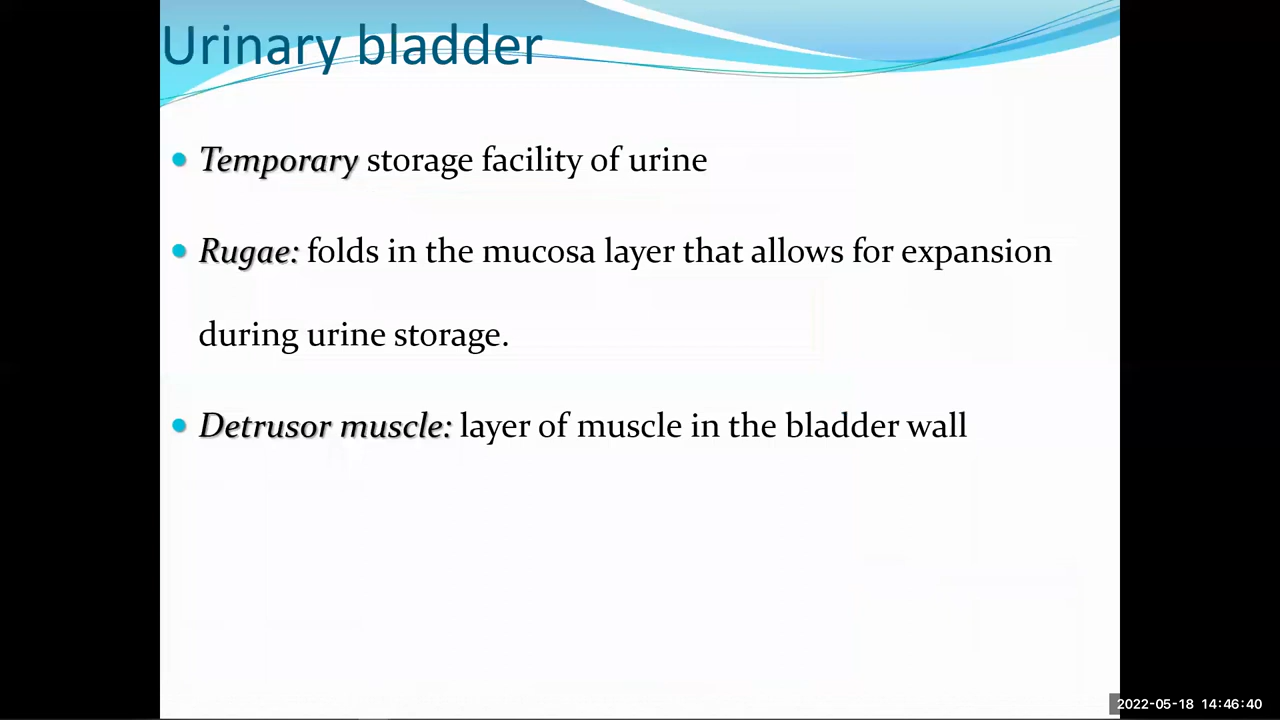 Urinary bladder
Temporary storage facility of urine
Rugae: folds in the mucosa layer that allows for expansion
during urine storage.
Detrusor muscle: layer of muscle in the bladder wall
2022-05-18 14:46:40